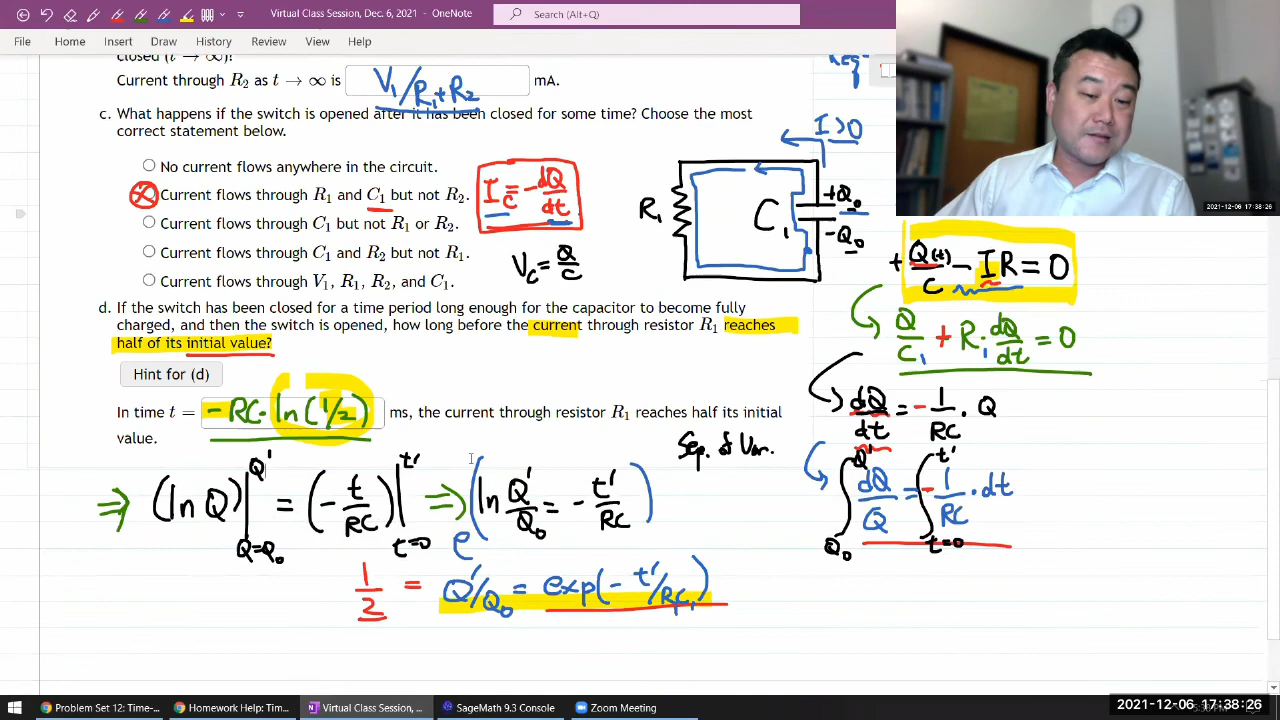 Virtual Class Session, Dec. 6, 2021 - OneNote
Search (Alt+Q)
File Home Insert Draw History Review View Help
closed (t → ∞)!
Current through R₂ as t → ∞ is V₁/R₁+R₂ mA.
c. What happens if the switch is opened after it has been closed for some time? Choose the most
correct statement below.
No current flows anywhere in the circuit.
Current flows through R₁ and C₁ but not R₂.
Current flows through C₁ but not R₁ or R₂.
Current flows through C₁ and R₂ but not R₁.
Current flows through V₁, R₁, R₂, and C₁.
I_C = -dQ/dt
V_C = Q/C
I > 0
R₁
C₁
+Q₀
-Q₀
Req
+ Q(t)/C - IR = 0
Q/C₁ + R₁ · dQ/dt = 0
dQ/dt = -1/RC · Q
∫_{Q₀}^{Q'} dQ/Q = ∫_{t=0}^{t'} -1/RC · dt
d. If the switch has been closed for a time period long enough for the capacitor to become fully
charged, and then the switch is opened, how long before the current through resistor R₁ reaches
half of its initial value?
Hint for (d)
In time t = -RC · ln(1/2) ms, the current through resistor R₁ reaches half its initial
value.
Sep. of Var.
⇒ (ln Q)|_{Q=Q₀}^{Q'} = (-t/RC)|_{t=0}^{t'} ⇒ e^(ln Q'/Q₀ = -t'/RC)
1/2 = Q'/Q₀ = exp(-t'/RC₁)
2021-12-06 17:38:26
Problem Set 12: Time- Homework Help: Tim Virtual Class Session, SageMath 9.3 Console Zoom Meeting
2021-12-06 17:38:26